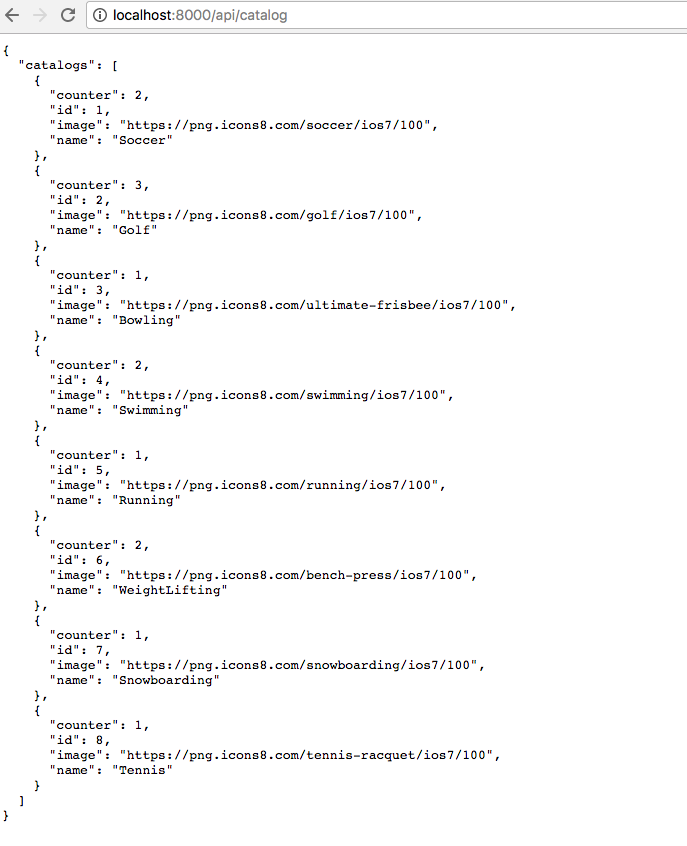 localhost:8000/api/catalog
{
  "catalogs": [
    {
      "counter": 2,
      "id": 1,
      "image": "https://png.icons8.com/soccer/ios7/100",
      "name": "Soccer"
    },
    {
      "counter": 3,
      "id": 2,
      "image": "https://png.icons8.com/golf/ios7/100",
      "name": "Golf"
    },
    {
      "counter": 1,
      "id": 3,
      "image": "https://png.icons8.com/ultimate-frisbee/ios7/100",
      "name": "Bowling"
    },
    {
      "counter": 2,
      "id": 4,
      "image": "https://png.icons8.com/swimming/ios7/100",
      "name": "Swimming"
    },
    {
      "counter": 1,
      "id": 5,
      "image": "https://png.icons8.com/running/ios7/100",
      "name": "Running"
    },
    {
      "counter": 2,
      "id": 6,
      "image": "https://png.icons8.com/bench-press/ios7/100",
      "name": "WeightLifting"
    },
    {
      "counter": 1,
      "id": 7,
      "image": "https://png.icons8.com/snowboarding/ios7/100",
      "name": "Snowboarding"
    },
    {
      "counter": 1,
      "id": 8,
      "image": "https://png.icons8.com/tennis-racquet/ios7/100",
      "name": "Tennis"
    }
  ]
}